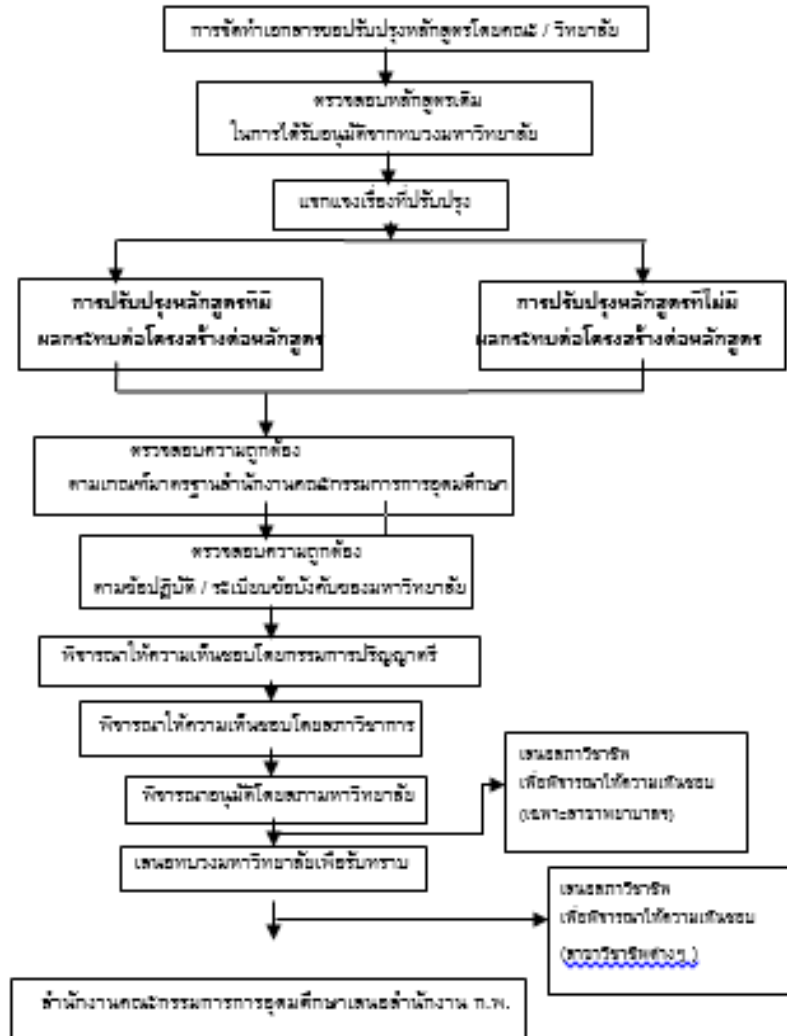 การจัดทำเอกสารขอปรับปรุงหลักสูตรโดยคณะ / วิทยาลัย
ตรวจสอบหลักสูตรเดิม
ในการได้รับอนุมัติจากทบวงมหาวิทยาลัย
แจกแจงเรื่องที่ปรับปรุง
การปรับปรุงหลักสูตรที่มี
ผลกระทบต่อโครงสร้างต่อหลักสูตร
การปรับปรุงหลักสูตรที่ไม่มี
ผลกระทบต่อโครงสร้างต่อหลักสูตร
ตรวจสอบความถูกต้อง
ตามเกณฑ์มาตรฐานสำนักงานคณะกรรมการการอุดมศึกษา
ตรวจสอบความถูกต้อง
ตามข้อปฏิบัติ / ระเบียบข้อบังคับของมหาวิทยาลัย
พิจารณาให้ความเห็นชอบโดยกรรมการปริญญาตรี
พิจารณาให้ความเห็นชอบโดยสภาวิชาการ
พิจารณาอนุมัติโดยสภามหาวิทยาลัย
เสนอสภาวิชาชีพ
เพื่อพิจารณาให้ความเห็นชอบ
(เฉพาะสาขาพยาบาลฯ)
เสนอทบวงมหาวิทยาลัยเพื่อรับทราบ
เสนอสภาวิชาชีพ
เพื่อพิจารณาให้ความเห็นชอบ
(สาขาวิชาชีพต่างๆ )
สำนักงานคณะกรรมการการอุดมศึกษาเสนอสำนักงาน ก.พ.